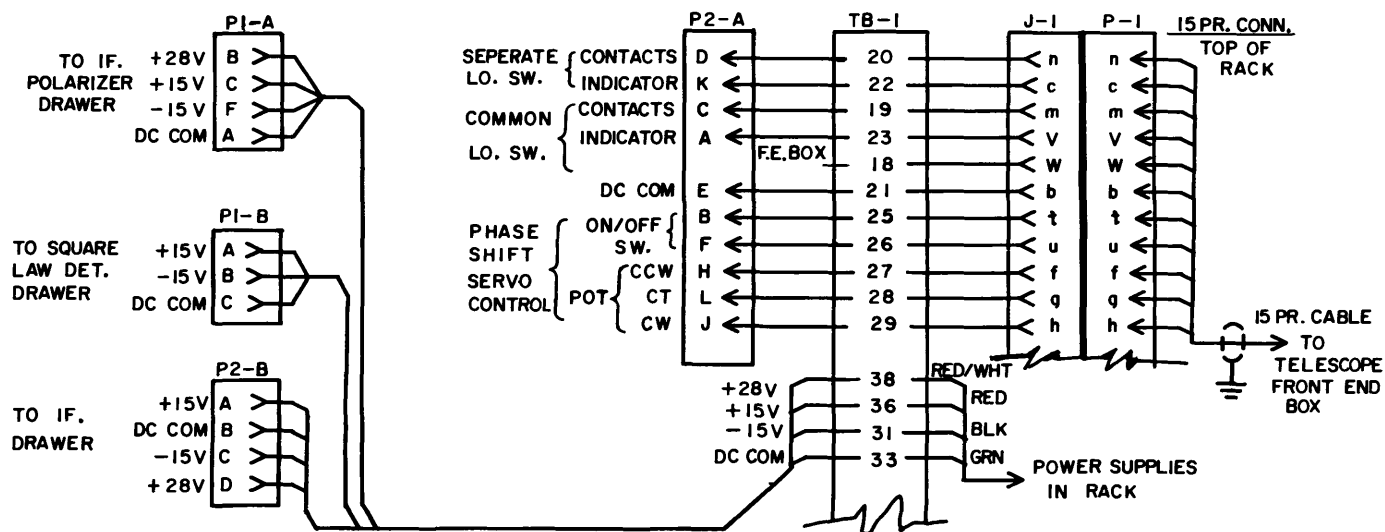 P1-A
TO IF.
POLARIZER
DRAWER
+28V B
+15V C
-15V F
DC COM A
P1-B
TO SQUARE
LAW DET.
DRAWER
+15V A
-15V B
DC COM C
P2-B
TO IF.
DRAWER
+15V A
DC COM B
-15V C
+28V D
P2-A TB-1 J-1 P-1 15 PR. CONN.
TOP OF
RACK
SEPERATE
LO. SW.
CONTACTS D 20 n n
INDICATOR K 22 c c
COMMON
LO. SW.
CONTACTS C 19 m m
INDICATOR A 23 V V
F.E. BOX 18 W W
DC COM E 21 b b
PHASE
SHIFT
SERVO
CONTROL
ON/OFF
SW.
B 25 t t
F 26 u u
POT
CCW H 27 f f
CT L 28 g g
CW J 29 h h
15 PR. CABLE
TO
TELESCOPE
FRONT END
BOX
+28V 38 RED/WHT
+15V 36 RED
-15V 31 BLK
DC COM 33 GRN
POWER SUPPLIES
IN RACK